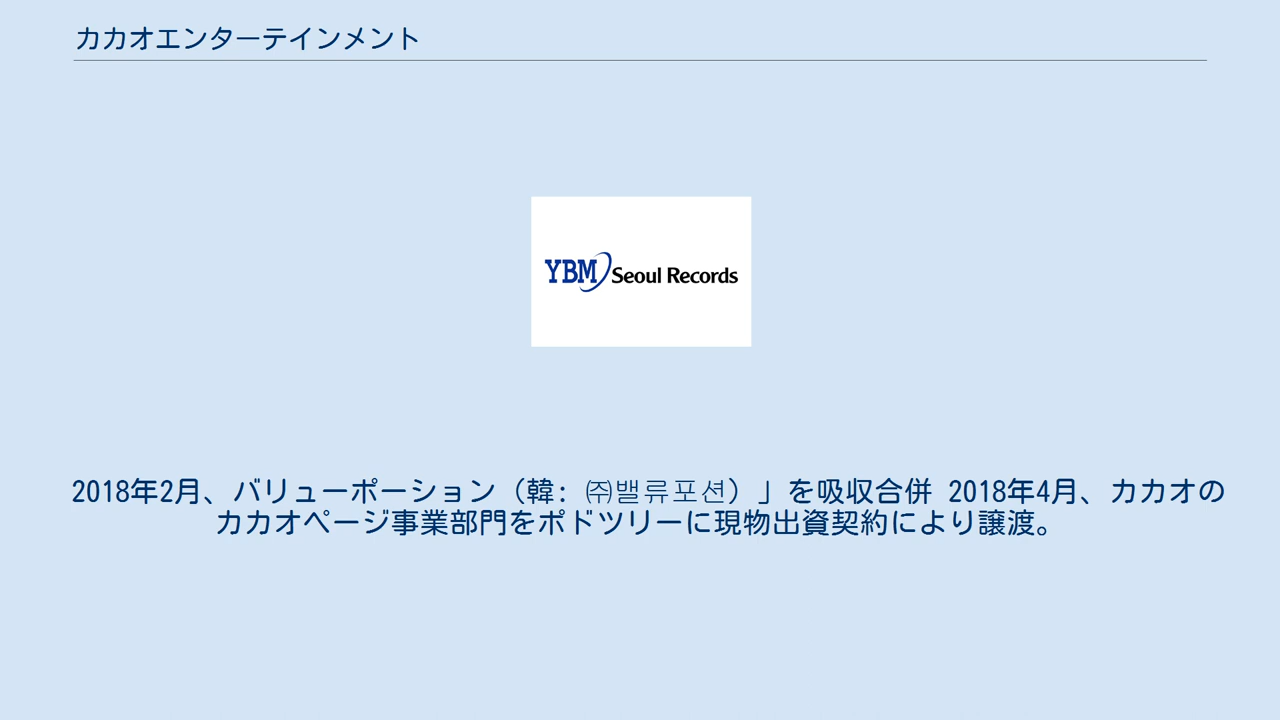 カカオエンターテインメント
YBM Seoul Records
2018年2月、バリューポーション（韓: ㈜밸류포션）」を吸収合併 2018年4月、カカオの
カカオページ事業部門をポドツリーに現物出資契約により譲渡。